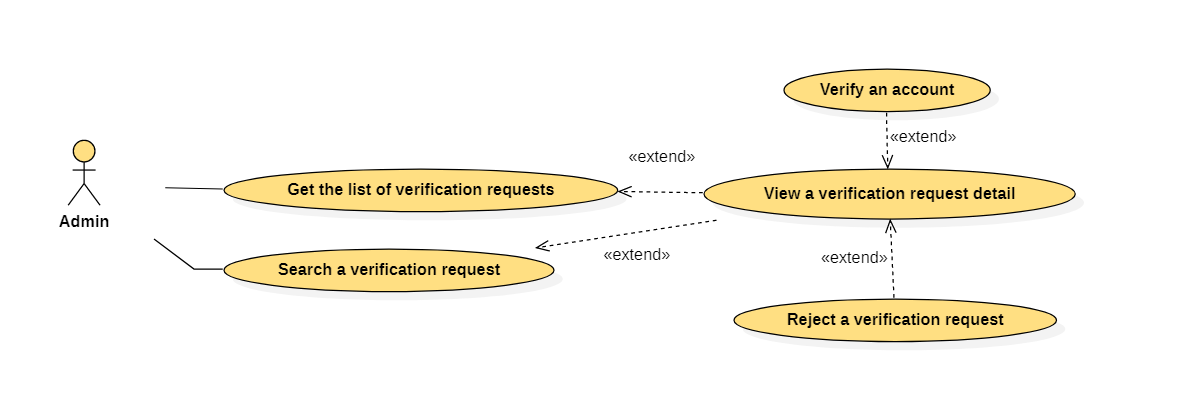 Verify an account
«extend»
«extend»
Get the list of verification requests
View a verification request detail
Admin
«extend»
«extend»
Search a verification request
Reject a verification request